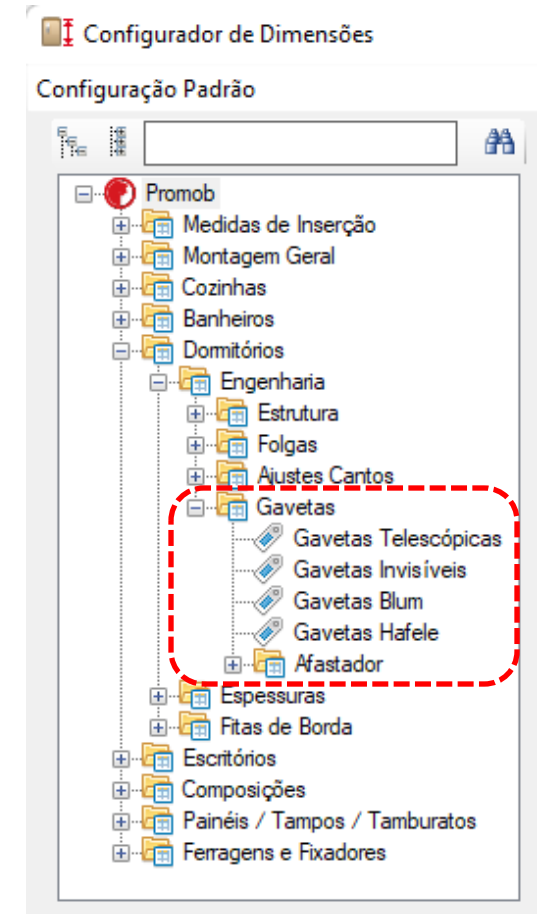 Configurador de Dimensões
Configuração Padrão
Promob
Medidas de Inserção
Montagem Geral
Cozinhas
Banheiros
Dormitórios
Engenharia
Estrutura
Folgas
Ajustes Cantos
Gavetas
Gavetas Telescópicas
Gavetas Invisíveis
Gavetas Blum
Gavetas Hafele
Afastador
Espessuras
Fitas de Borda
Escritórios
Composições
Painéis / Tampos / Tamburatos
Ferragens e Fixadores